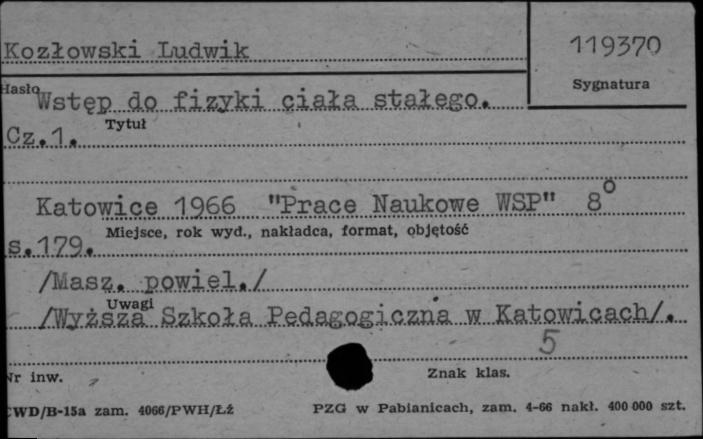 Kozłowski Ludwik
119370
Hasło
Sygnatura
Wstęp do fizyki ciała stałego.
Tytuł
Cz.1.
Katowice 1966 "Prace Naukowe WSP" 8°
Miejsce, rok wyd., nakładca, format, objętość
s.179.
/Masz. powiel./
Uwagi
/Wyższa Szkoła Pedagogiczna w Katowicach/.
5
Nr inw.
Znak klas.
CWD/B-15a zam. 4066/PWH/Łź
PZG w Pabianicach, zam. 4-66 nakł. 400 000 szt.